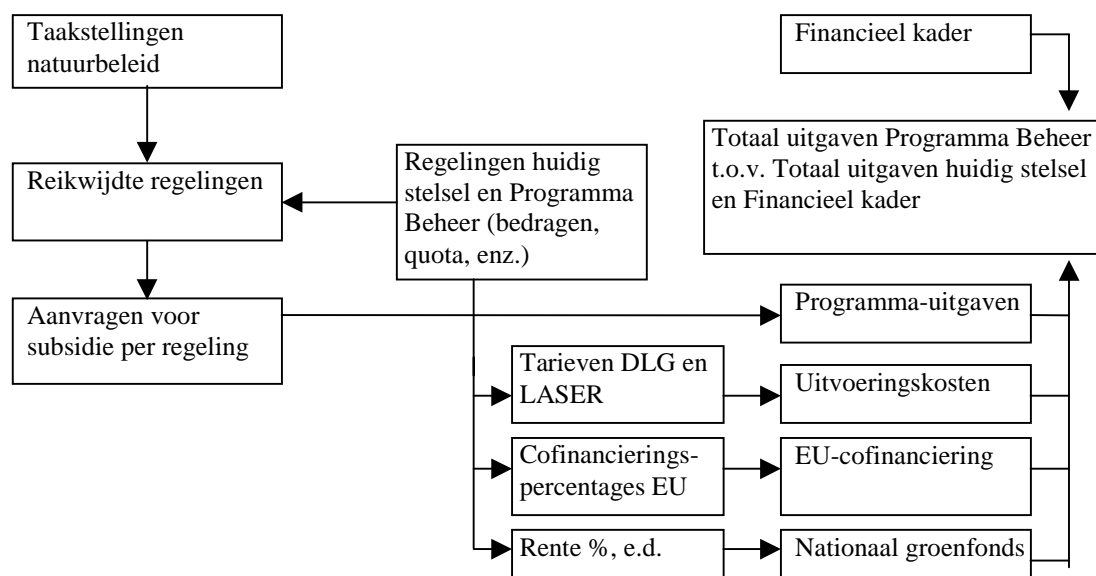 Taakstellingen
natuurbeleid
Financieel kader
Totaal uitgaven Programma Beheer
t.o.v. Totaal uitgaven huidig stelsel
en Financieel kader
Reikwijdte regelingen
Regelingen huidig
stelsel en Programma
Beheer (bedragen,
quota, enz.)
Aanvragen voor
subsidie per regeling
Programma-uitgaven
Tarieven DLG en
LASER
Uitvoeringskosten
Cofinancierings-
percentages EU
EU-cofinanciering
Rente %, e.d.
Nationaal groenfonds